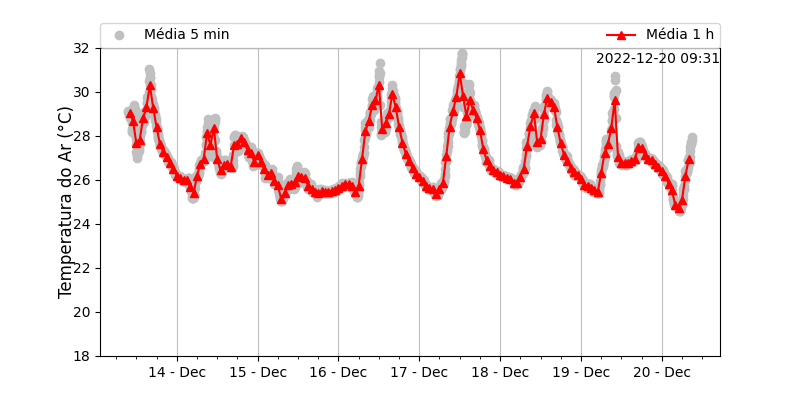 Média 5 min
Média 1 h
2022-12-20 09:31
Temperatura do Ar (°C)
32
30
28
26
24
22
20
18
14 - Dec
15 - Dec
16 - Dec
17 - Dec
18 - Dec
19 - Dec
20 - Dec